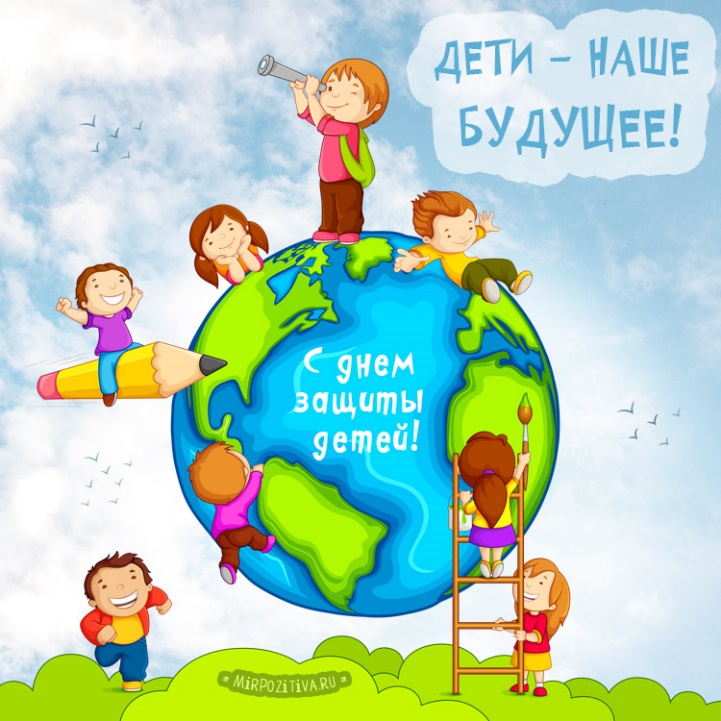 ДЕТИ – НАШЕ
БУДУЩЕЕ!
С днем
защиты
детей!
MiRPOZiTiVA.RU